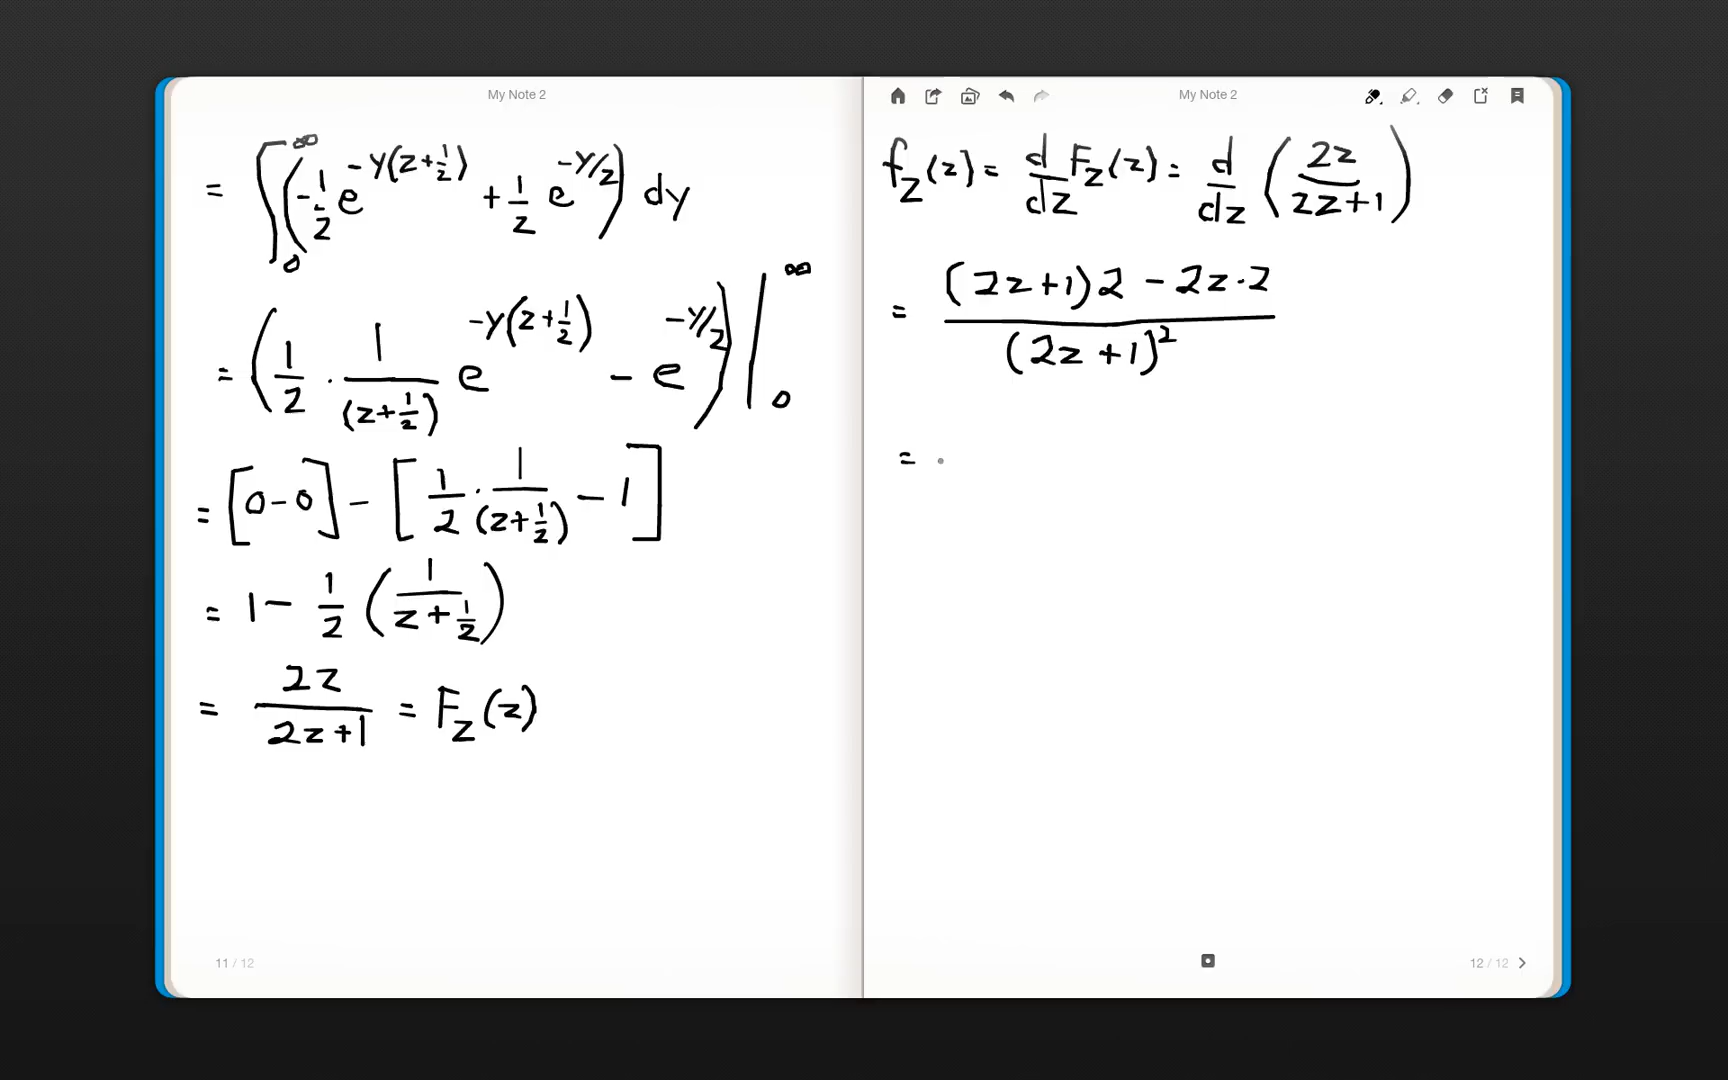 My Note 2
= ∫₀^∞ (-1/2 e^{-y(z+1/2)} + 1/2 e^{-y/2}) dy
= (1/2 · 1/(z+1/2) e^{-y(z+1/2)} - e^{-y/2}) |₀^∞
= [0-0] - [1/2 · 1/(z+1/2) - 1]
= 1 - 1/2 (1/(z+1/2))
= 2z/(2z+1) = F_Z(z)
11 / 12
My Note 2
f_Z(z) = d/dz F_Z(z) = d/dz (2z/(2z+1))
= ((2z+1)2 - 2z·2)/(2z+1)²
=
12 / 12